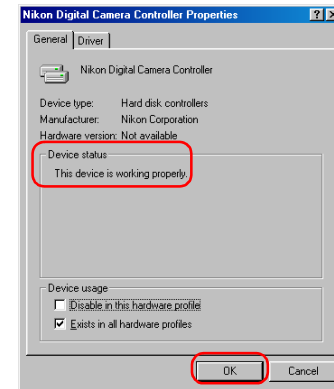 Nikon Digital Camera Controller Properties
General Driver
Nikon Digital Camera Controller
Device type: Hard disk controllers
Manufacturer: Nikon Corporation
Hardware version: Not available
Device status
This device is working properly.
Device usage
Disable in this hardware profile
Exists in all hardware profiles
OK Cancel